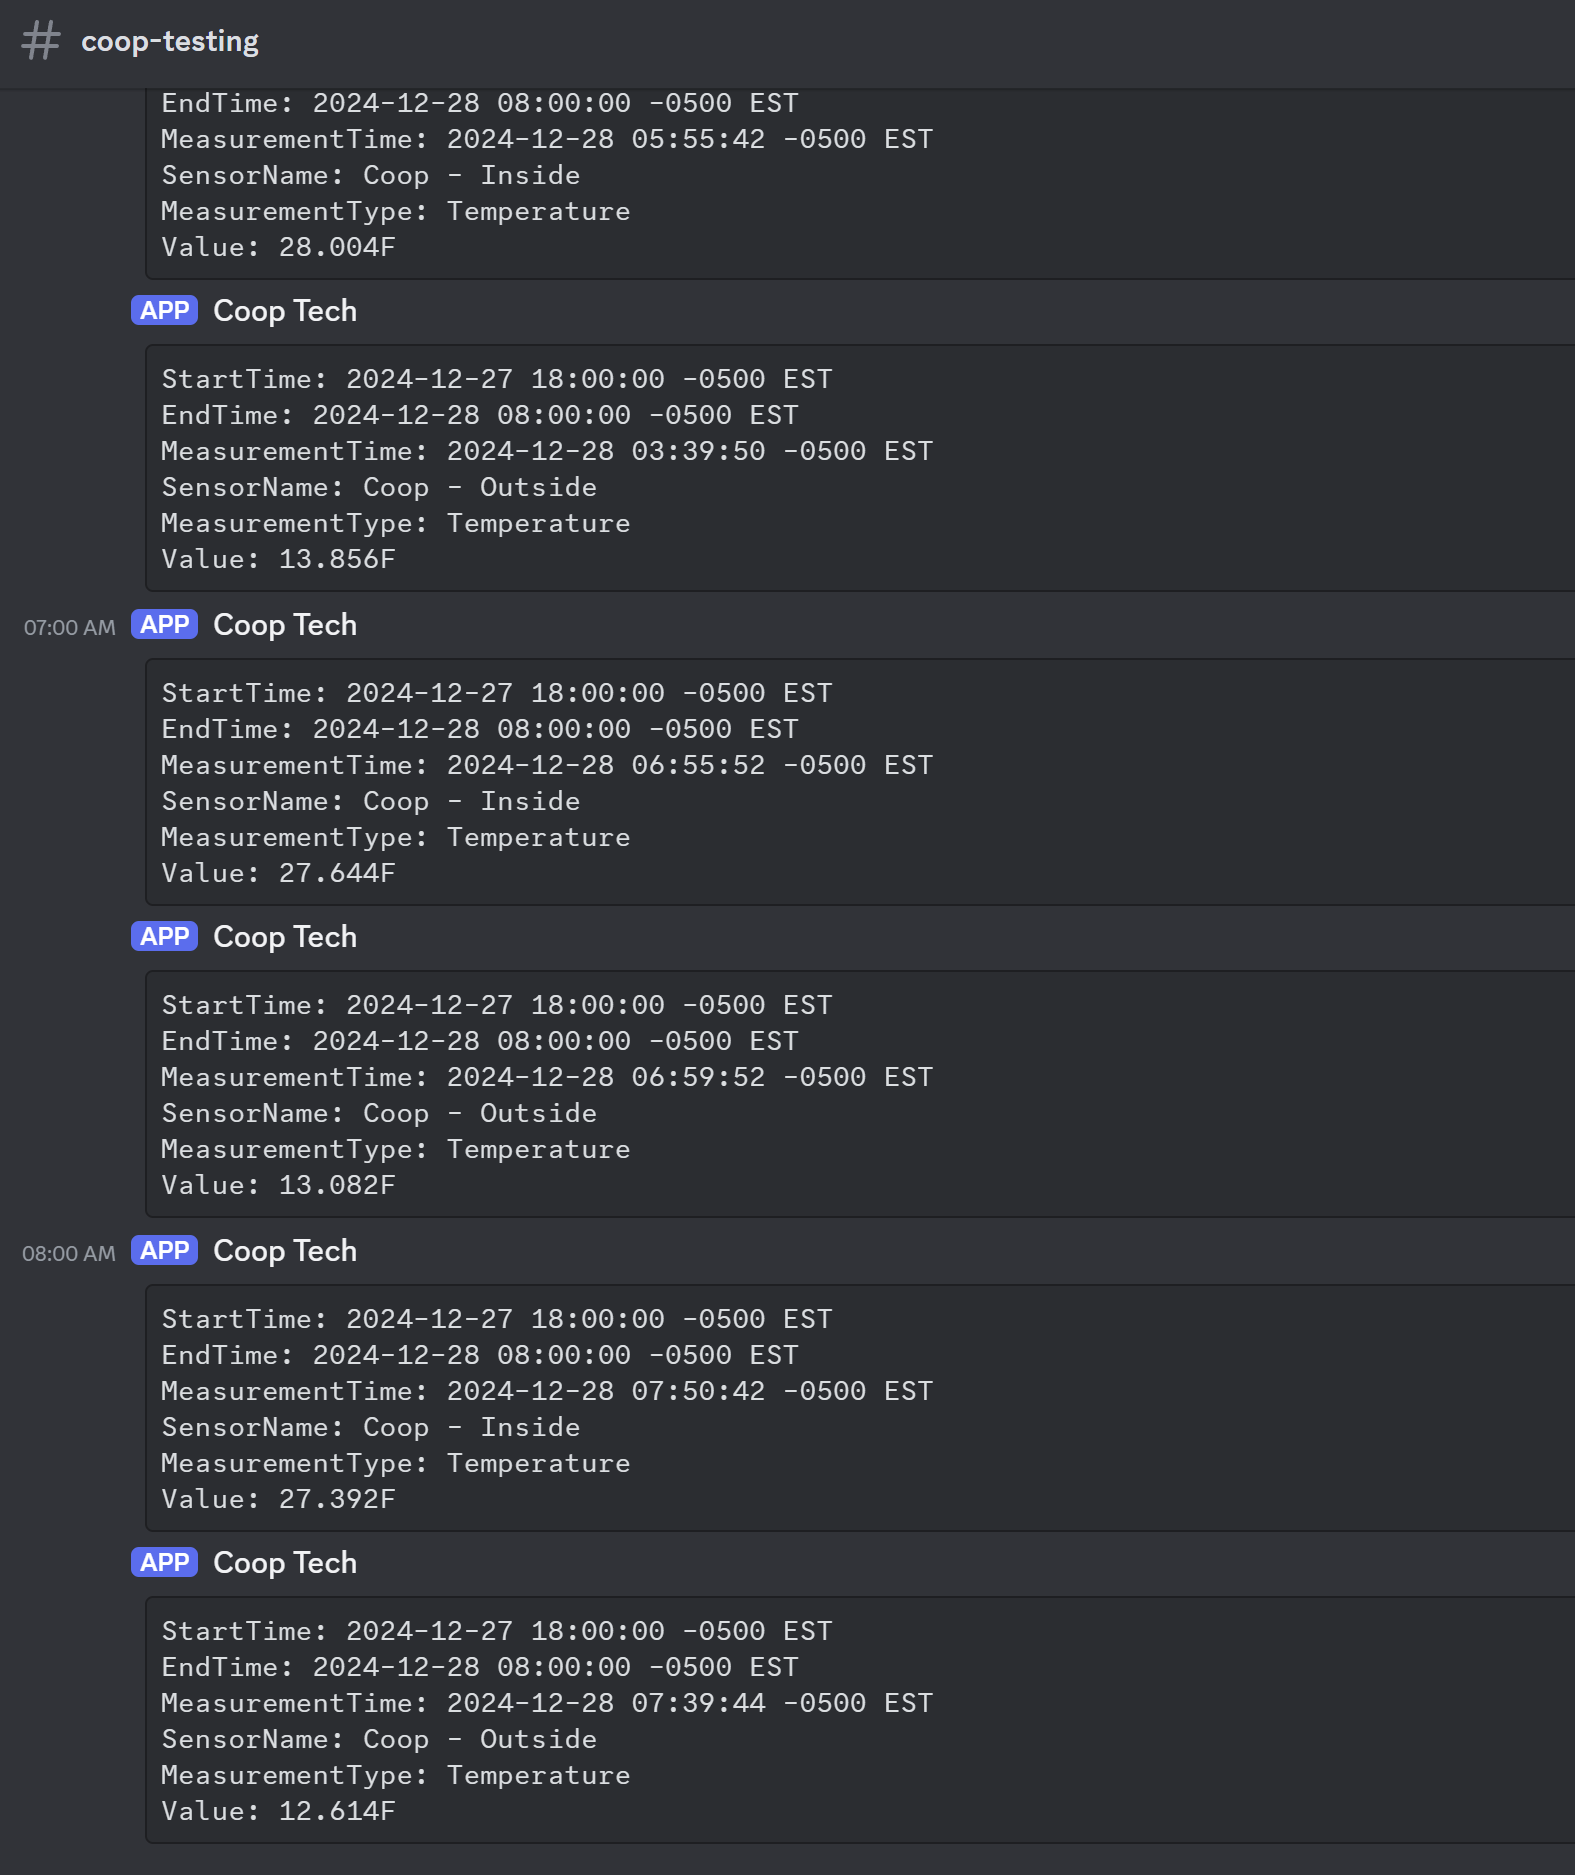 # coop-testing
EndTime: 2024-12-28 08:00:00 -0500 EST
MeasurementTime: 2024-12-28 05:55:42 -0500 EST
SensorName: Coop - Inside
MeasurementType: Temperature
Value: 28.004F
APP Coop Tech
StartTime: 2024-12-27 18:00:00 -0500 EST
EndTime: 2024-12-28 08:00:00 -0500 EST
MeasurementTime: 2024-12-28 03:39:50 -0500 EST
SensorName: Coop - Outside
MeasurementType: Temperature
Value: 13.856F
07:00 AM APP Coop Tech
StartTime: 2024-12-27 18:00:00 -0500 EST
EndTime: 2024-12-28 08:00:00 -0500 EST
MeasurementTime: 2024-12-28 06:55:52 -0500 EST
SensorName: Coop - Inside
MeasurementType: Temperature
Value: 27.644F
APP Coop Tech
StartTime: 2024-12-27 18:00:00 -0500 EST
EndTime: 2024-12-28 08:00:00 -0500 EST
MeasurementTime: 2024-12-28 06:59:52 -0500 EST
SensorName: Coop - Outside
MeasurementType: Temperature
Value: 13.082F
08:00 AM APP Coop Tech
StartTime: 2024-12-27 18:00:00 -0500 EST
EndTime: 2024-12-28 08:00:00 -0500 EST
MeasurementTime: 2024-12-28 07:50:42 -0500 EST
SensorName: Coop - Inside
MeasurementType: Temperature
Value: 27.392F
APP Coop Tech
StartTime: 2024-12-27 18:00:00 -0500 EST
EndTime: 2024-12-28 08:00:00 -0500 EST
MeasurementTime: 2024-12-28 07:39:44 -0500 EST
SensorName: Coop - Outside
MeasurementType: Temperature
Value: 12.614F